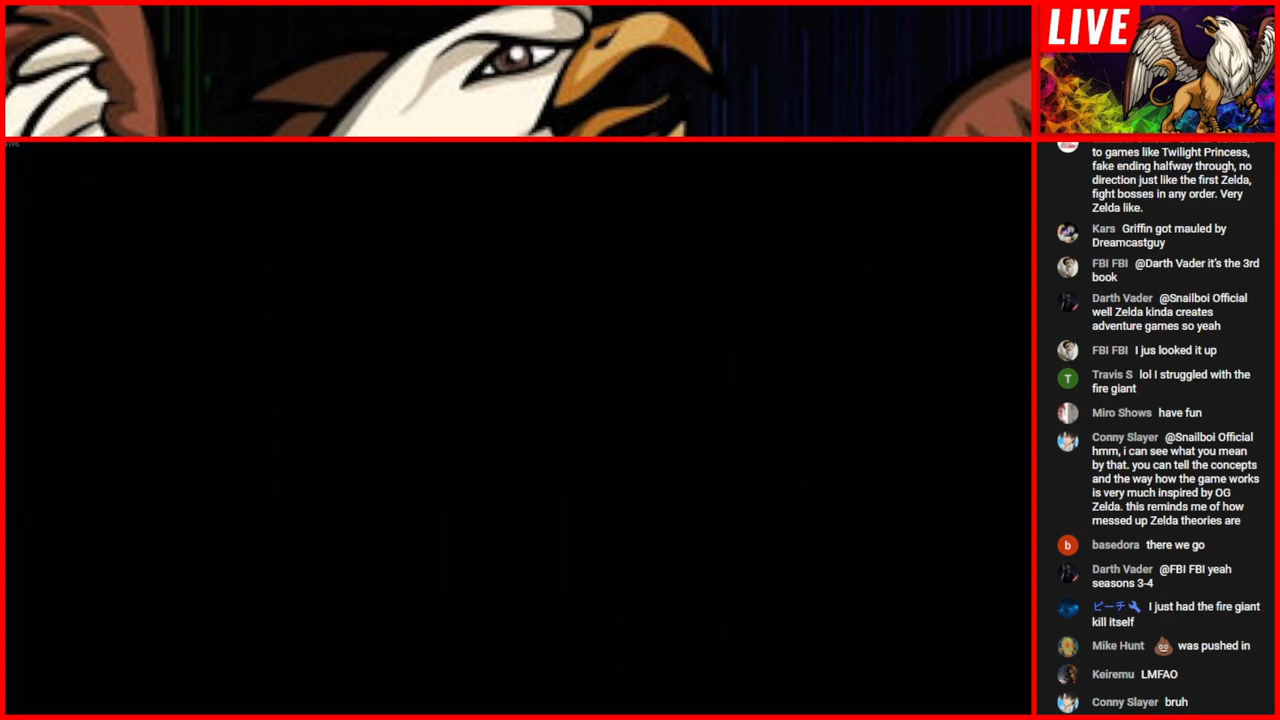 LIVE
to games like Twilight Princess,
fake ending halfway through, no
direction just like the first Zelda,
fight bosses in any order. Very
Zelda like.
Kars Griffin got mauled by
Dreamcastguy
FBI FBI @Darth Vader it's the 3rd
book
Darth Vader @Snailboi Official
well Zelda kinda creates
adventure games so yeah
FBI FBI I jus looked it up
T
Travis S lol I struggled with the
fire giant
Miro Shows have fun
Conny Slayer @Snailboi Official
hmm, i can see what you mean
by that. you can tell the concepts
and the way how the game works
is very much inspired by OG
Zelda. this reminds me of how
messed up Zelda theories are
b
basedora there we go
Darth Vader @FBI FBI yeah
seasons 3-4
ピーチ I just had the fire giant
kill itself
Mike Hunt 💩 was pushed in
Keiremu LMFAO
Conny Slayer bruh